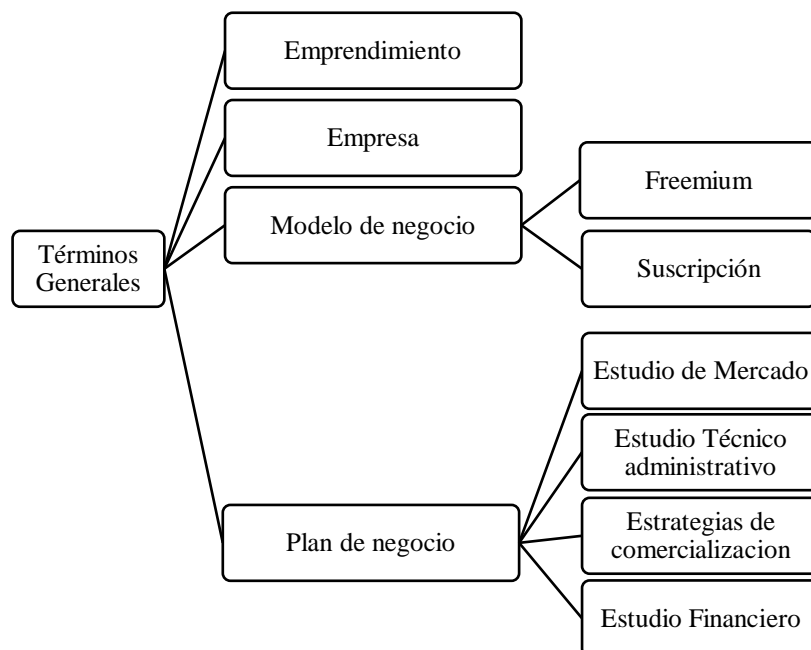 Emprendimiento
Empresa
Freemium
Modelo de negocio
Términos
Generales
Suscripción
Estudio de Mercado
Estudio Técnico
administrativo
Plan de negocio
Estrategias de
comercializacion
Estudio Financiero